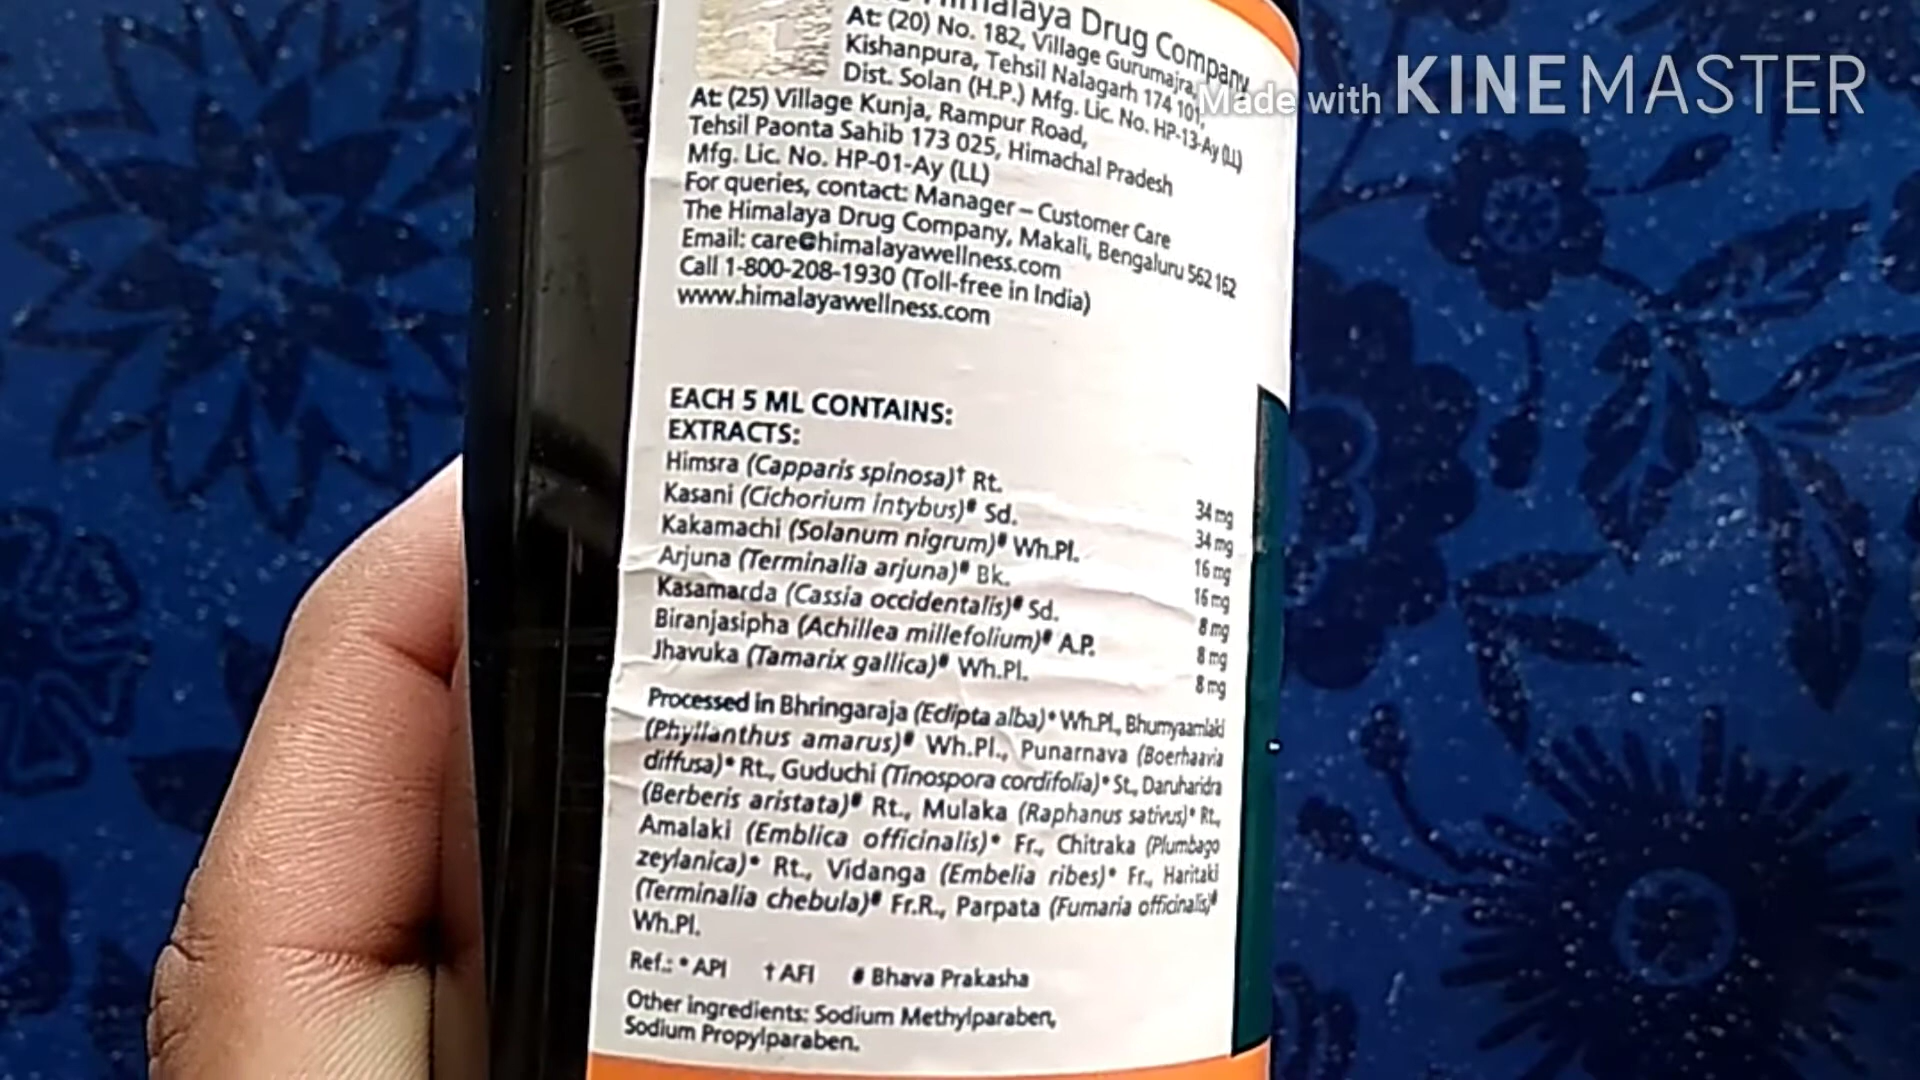 Himalaya Drug Company
At: (20) No. 182, Village Gurumajra,
Kishanpura, Tehsil Nalagarh 174 101,
Dist. Solan (H.P.) Mfg. Lic. No. HP-13-Ay (LL)
At: (25) Village Kunja, Rampur Road,
Tehsil Paonta Sahib 173 025, Himachal Pradesh
Mfg. Lic. No. HP-01-Ay (LL)
For queries, contact: Manager – Customer Care
The Himalaya Drug Company, Makali, Bengaluru 562 162
Email: care@himalayawellness.com
Call 1-800-208-1930 (Toll-free in India)
www.himalayawellness.com
Made with KINEMASTER
EACH 5 ML CONTAINS:
EXTRACTS:
Himsra (Capparis spinosa)† Rt. 34 mg
Kasani (Cichorium intybus)# Sd. 34 mg
Kakamachi (Solanum nigrum)# Wh.Pl. 16 mg
Arjuna (Terminalia arjuna)# Bk. 16 mg
Kasamarda (Cassia occidentalis)# Sd. 8 mg
Biranjasipha (Achillea millefolium)# A.P. 8 mg
Jhavuka (Tamarix gallica)# Wh.Pl. 8 mg
Processed in Bhringaraja (Eclipta alba)* Wh.Pl., Bhumyaamlaki
(Phyllanthus amarus)# Wh.Pl., Punarnava (Boerhaavia
diffusa)* Rt., Guduchi (Tinospora cordifolia)* St., Daruharidra
(Berberis aristata)# Rt., Mulaka (Raphanus sativus)* Rt.,
Amalaki (Emblica officinalis)* Fr., Chitraka (Plumbago
zeylanica)* Rt., Vidanga (Embelia ribes)* Fr., Haritaki
(Terminalia chebula)# Fr.R., Parpata (Fumaria officinalis)#
Wh.Pl.
Ref.: * API † AFI # Bhava Prakasha
Other ingredients: Sodium Methylparaben,
Sodium Propylparaben.